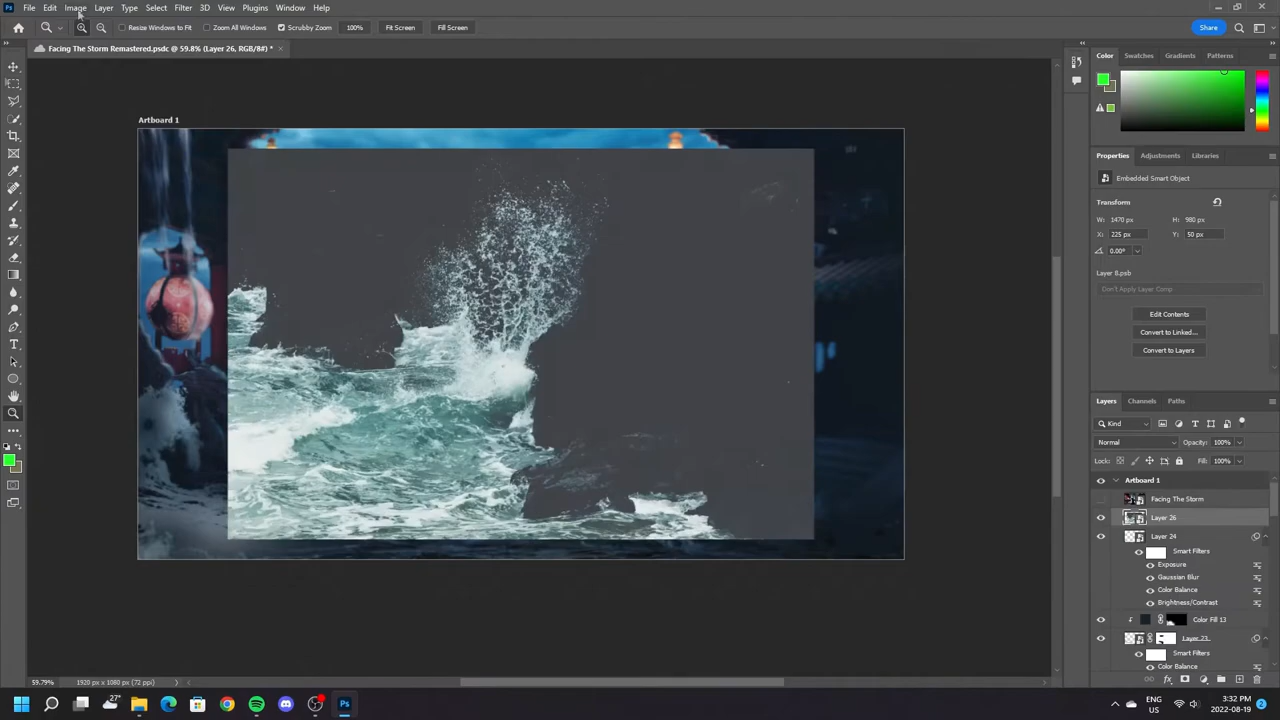 Ps File Edit Image Layer Type Select Filter 3D View Plugins Window Help
Resize Windows to Fit Zoom All Windows Scrubby Zoom 100% Fit Screen Fill Screen Share
Facing The Storm Remastered.psdc @ 59.8% (Layer 26, RGB/8#) * ×
Color Swatches Gradients Patterns
Artboard 1
Properties Adjustments Libraries
Embedded Smart Object
Transform
W: 1470 px H: 980 px
X: 225 px Y: 50 px
0.00°
Layer 8.psb
Don't Apply Layer Comp
Edit Contents
Convert to Linked...
Convert to Layers
Layers Channels Paths
Kind
Normal Opacity: 100%
Lock: Fill: 100%
Artboard 1
Facing The Storm
Layer 26
Layer 24
Smart Filters
Exposure
Gaussian Blur
Color Balance
Brightness/Contrast
Color Fill 13
Layer 23
Smart Filters
Color Balance
59.79% 1920 px x 1080 px (72 ppi)
27°
Ps
ENG
US
3:32 PM
2022-08-19
2